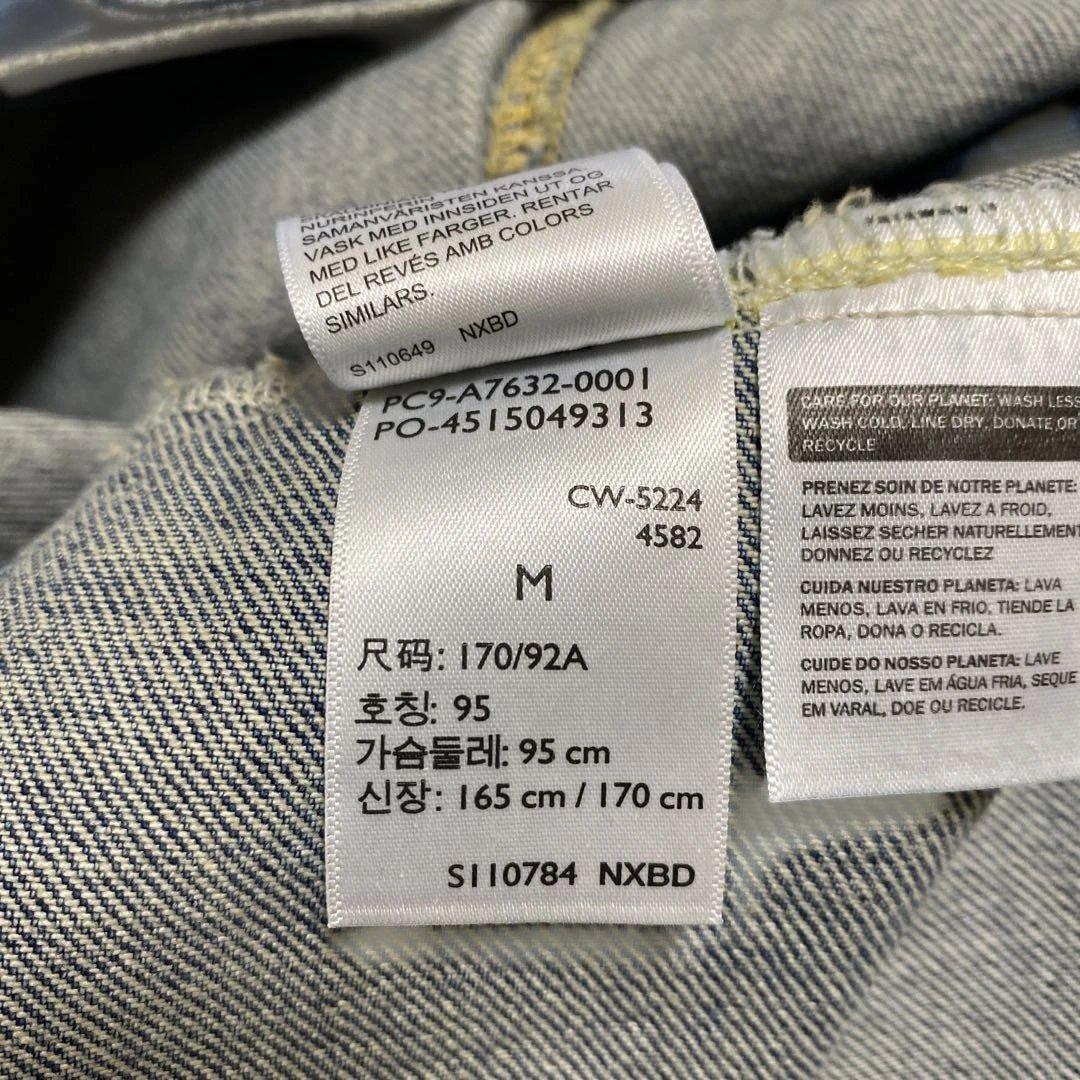 SAMANVÄRISTEN KANSSA.
VASK MED INNSIDEN UT OG
MED LIKE FARGER. RENTAR
DEL REVÉS AMB COLORS
SIMILARS.
S110649 NXBD
PC9-A7632-0001
PO-4515049313
CW-5224
4582
M
尺码: 170/92A
호칭: 95
가슴둘레: 95 cm
신장: 165 cm / 170 cm
S110784 NXBD
CARE FOR OUR PLANET: WASH LESS,
WASH COLD, LINE DRY, DONATE OR
RECYCLE
PRENEZ SOIN DE NOTRE PLANETE:
LAVEZ MOINS, LAVEZ A FROID,
LAISSEZ SECHER NATURELLEMENT
DONNEZ OU RECYCLEZ
CUIDA NUESTRO PLANETA: LAVA
MENOS, LAVA EN FRIO, TIENDE LA
ROPA, DONA O RECICLA.
CUIDE DO NOSSO PLANETA: LAVE
MENOS, LAVE EM ÁGUA FRIA, SEQUE
EM VARAL, DOE OU RECICLE.